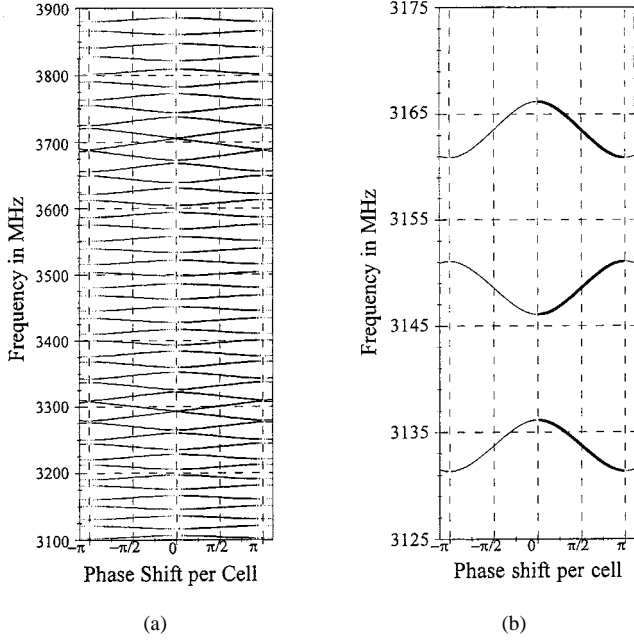 3900
3800
3700
3600
3500
3400
3300
3200
3100
Frequency in MHz
−π −π/2 0 π/2 π
Phase Shift per Cell
(a)
3175
3165
3155
3145
3135
3125
Frequency in MHz
−π −π/2 0 π/2 π
Phase shift per cell
(b)